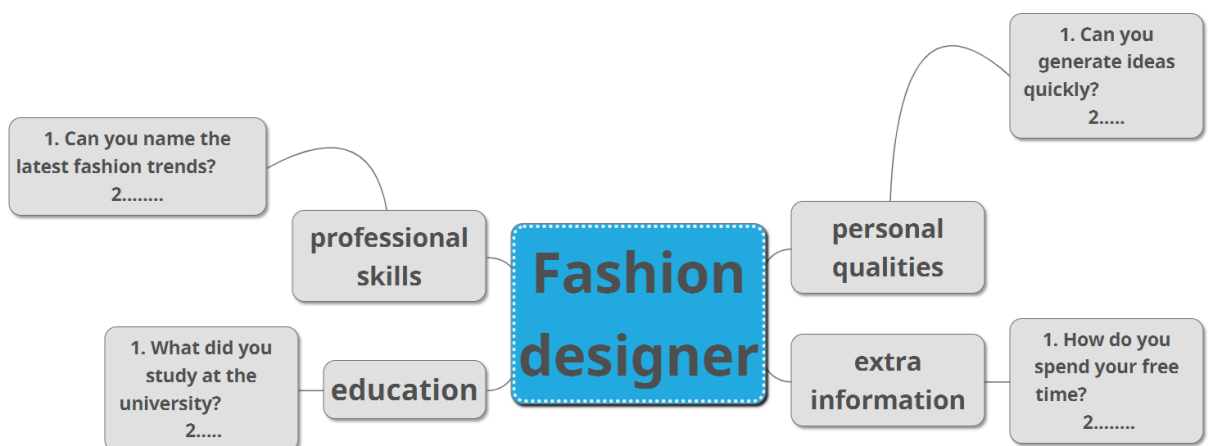 1. Can you
generate ideas
quickly?
2.....
1. Can you name the
latest fashion trends?
2........
professional
skills
Fashion
designer
personal
qualities
1. What did you
study at the
university?
2.....
education
extra
information
1. How do you
spend your free
time?
2........